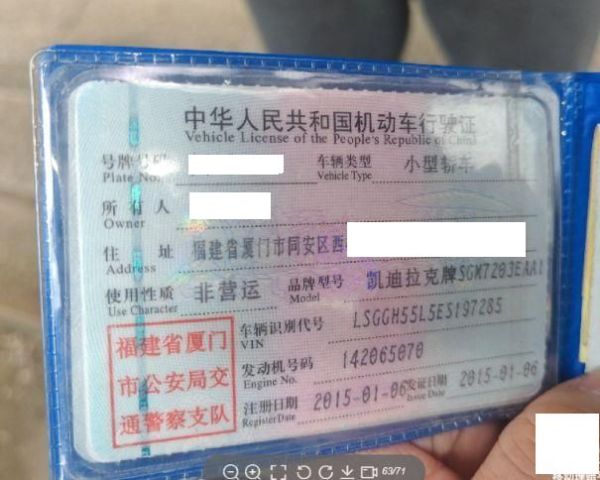 中华人民共和国机动车行驶证
Vehicle License of the People's Republic of China
号牌号码 车辆类型 小型轿车
Plate No. Vehicle Type
所有人
Owner
住址 福建省厦门市同安区西
Address
使用性质 非营运 品牌型号 凯迪拉克牌SGM7203EAA1
Use Character Model
车辆识别代号 LSGGH55L5ES197285
VIN
发动机号码 142065070
Engine No.
注册日期 2015-01-06 发证日期 2015-01-06
Register Date Issue Date
福建省厦门
市公安局交
通警察支队
63/71